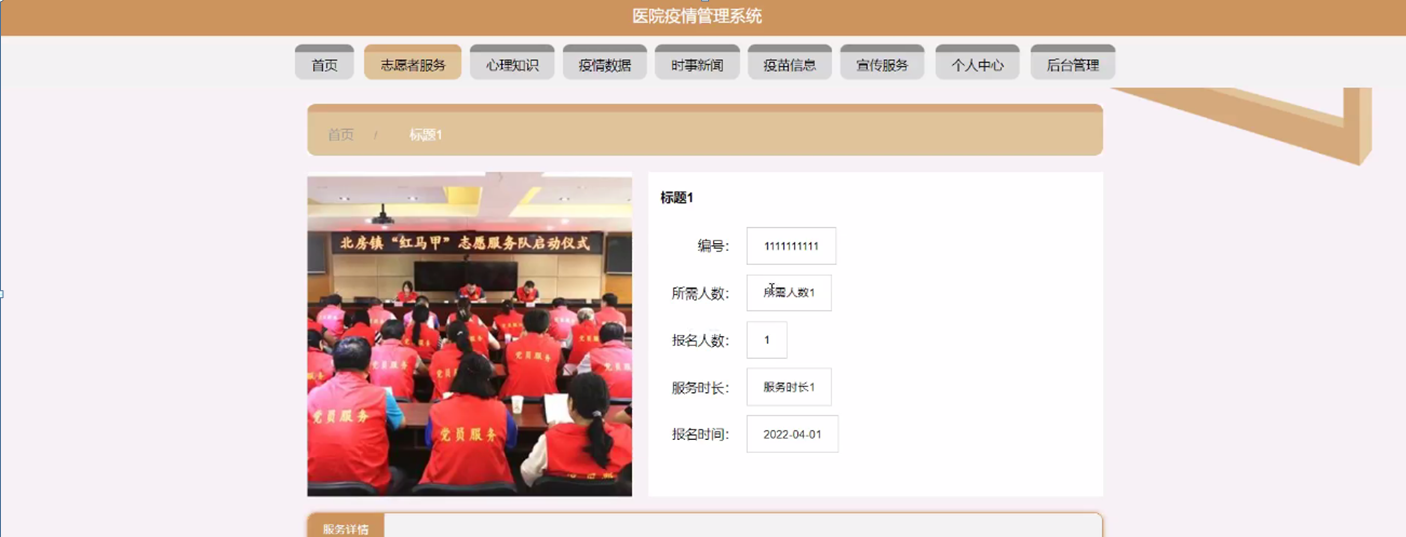 医院疫情管理系统
首页 志愿者服务 心理知识 疫情数据 时事新闻 疫苗信息 宣传服务 个人中心 后台管理
首页 / 标题1
北房镇“红马甲”志愿服务队启动仪式
党员服务
党员服务
党员服务
党员服务
标题1
编号： 1111111111
所需人数： 所需人数1
报名人数： 1
服务时长： 服务时长1
报名时间： 2022-04-01
服务详情